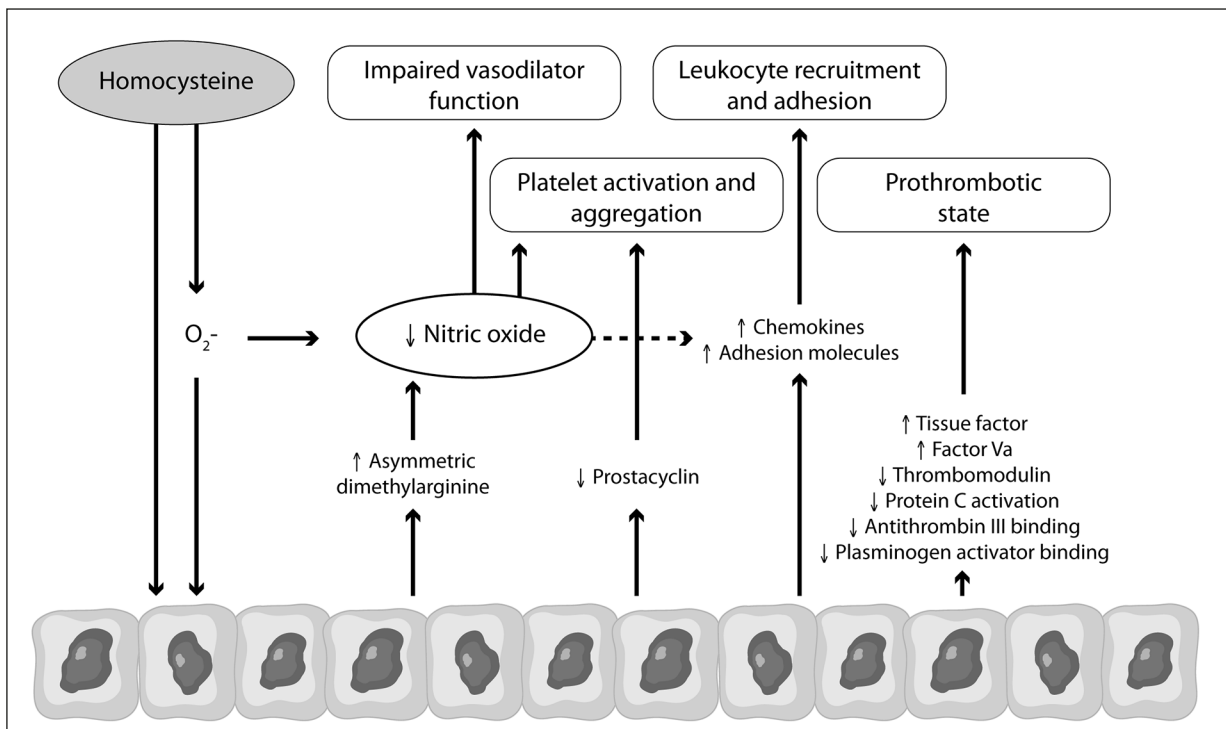 Homocysteine
Impaired vasodilator
function
Leukocyte recruitment
and adhesion
Platelet activation and
aggregation
Prothrombotic
state
O₂-
↓ Nitric oxide
↑ Chemokines
↑ Adhesion molecules
↑ Asymmetric
dimethylarginine
↓ Prostacyclin
↑ Tissue factor
↑ Factor Va
↓ Thrombomodulin
↓ Protein C activation
↓ Antithrombin III binding
↓ Plasminogen activator binding